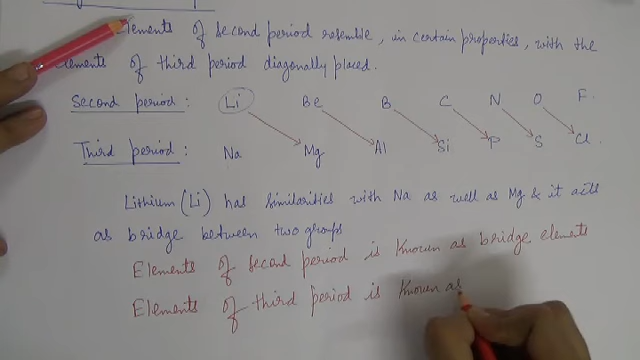 Elements of second period resemble, in certain properties, with the
elements of third period diagonally placed.
Second period : Li Be B C N O F.
Third period : Na Mg Al Si P S Cl.
Lithium (Li) has similarities with Na as well as Mg & it acts
as bridge between two groups
Elements of second period is known as bridge elements
Elements of third period is known as